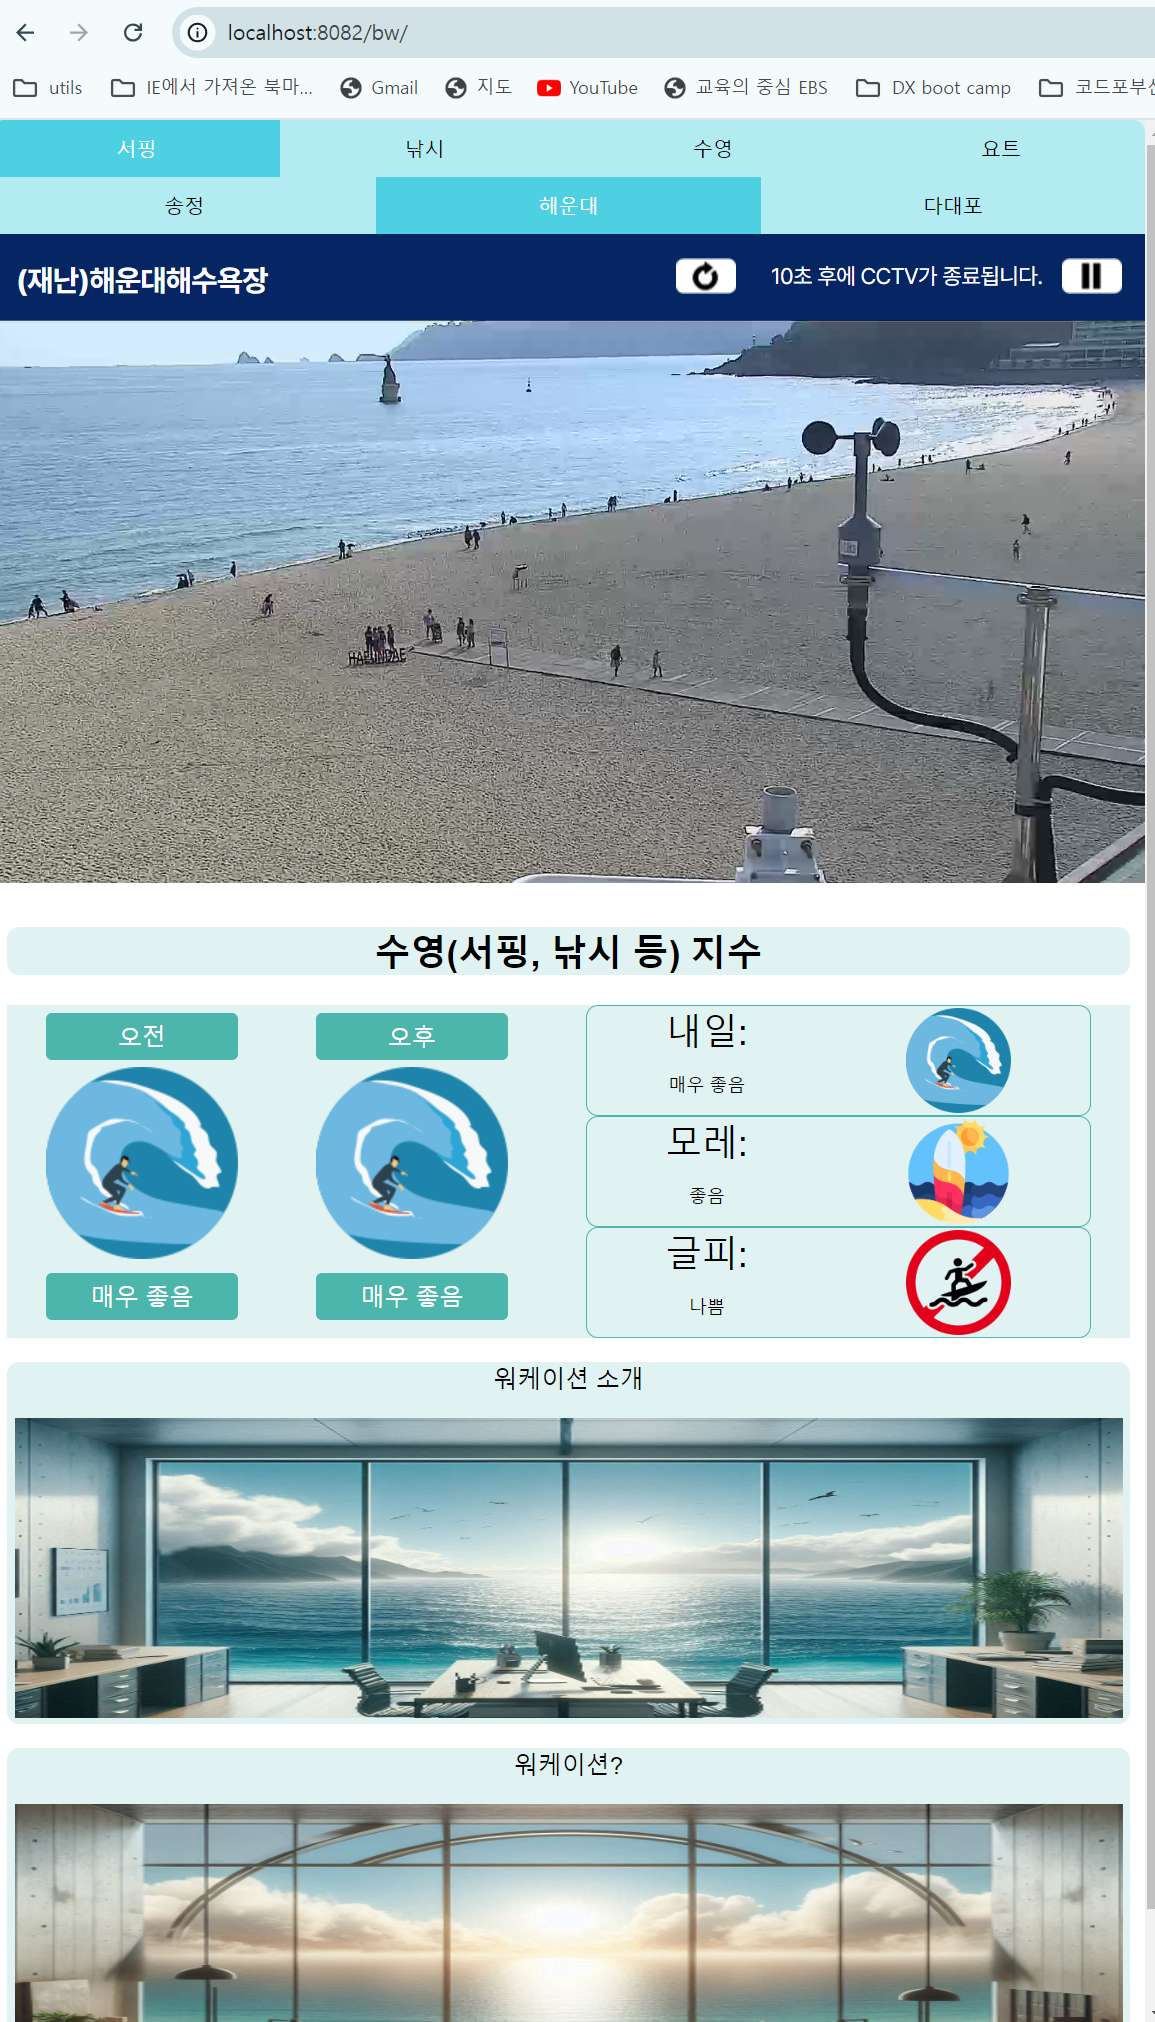 localhost:8082/bw/
utils IE에서 가져온 북마... Gmail 지도 YouTube 교육의 중심 EBS DX boot camp
서핑 낚시 수영 요트
송정 해운대 다대포
(재난)해운대해수욕장 10초 후에 CCTV가 종료됩니다.
HAEUNDAE
수영(서핑, 낚시 등) 지수
오전 오후
매우 좋음 매우 좋음
내일:
매우 좋음
모레:
좋음
글피:
나쁨
워케이션 소개
워케이션?